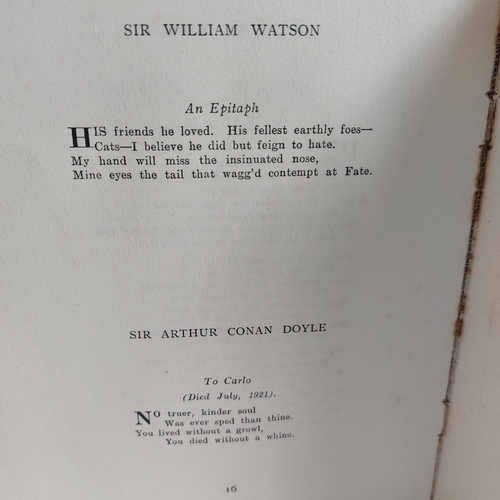 SIR WILLIAM WATSON
An Epitaph
HIS friends he loved. His fellest earthly foes—
Cats—I believe he did but feign to hate.
My hand will miss the insinuated nose,
Mine eyes the tail that wagg'd contempt at Fate.
SIR ARTHUR CONAN DOYLE
To Carlo
(Died July, 1921).
NO truer, kinder soul
Was ever sped than thine.
You lived without a growl,
You died without a whine.
16